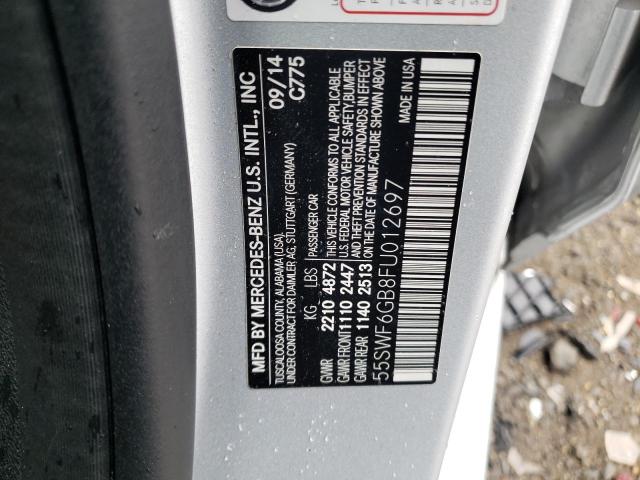 MFD BY MERCEDES-BENZ U.S. INTL., INC
TUSCALOOSA COUNTY, ALABAMA (USA)
UNDER CONTRACT FOR DAIMLER AG, STUTTGART (GERMANY)
09/14
C775
KG LBS
GVWR 2210 4872
GAWR FRONT 1110 2447
GAWR REAR 1140 2513
PASSENGER CAR
THIS VEHICLE CONFORMS TO ALL APPLICABLE
U.S. FEDERAL MOTOR VEHICLE SAFETY, BUMPER
AND THEFT PREVENTION STANDARDS IN EFFECT
ON THE DATE OF MANUFACTURE SHOWN ABOVE
MADE IN USA
55SWF6GB8FU012697